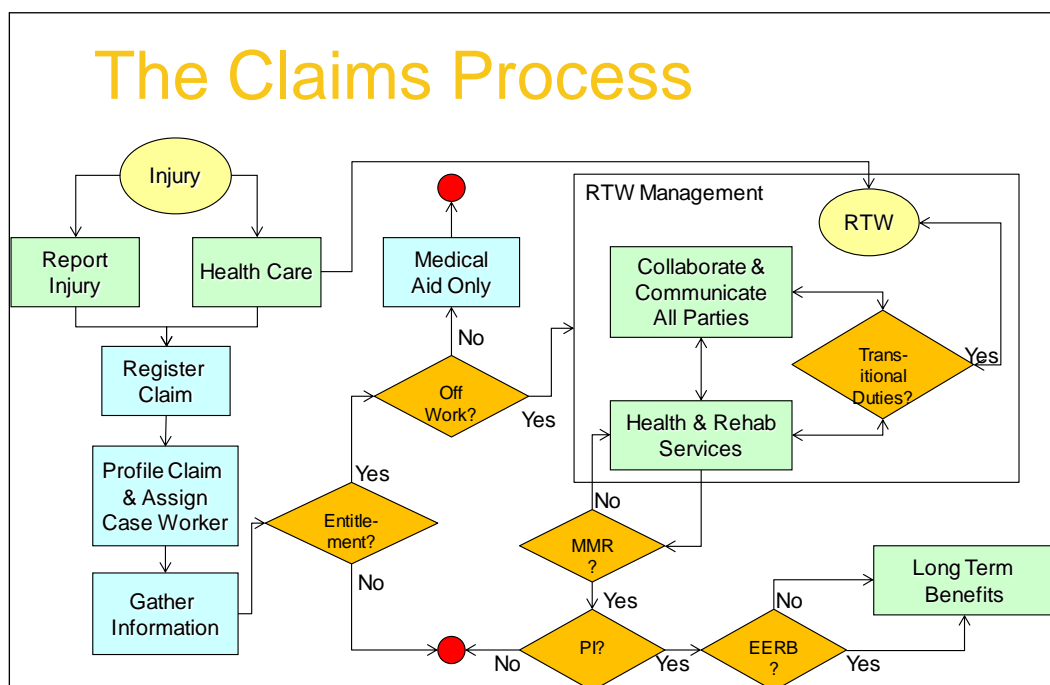 The Claims Process
Injury
RTW Management
RTW
Report
Injury
Health Care
Medical
Aid Only
Collaborate &
Communicate
All Parties
No
Register
Claim
Off
Work?
Yes
Trans-
itional
Duties?
Yes
Health & Rehab
Services
Profile Claim
& Assign
Case Worker
Yes
Entitle-
ment?
No
MMR
?
Gather
Information
No
Yes
Long Term
Benefits
No
PI?
No
Yes
EERB
?
Yes